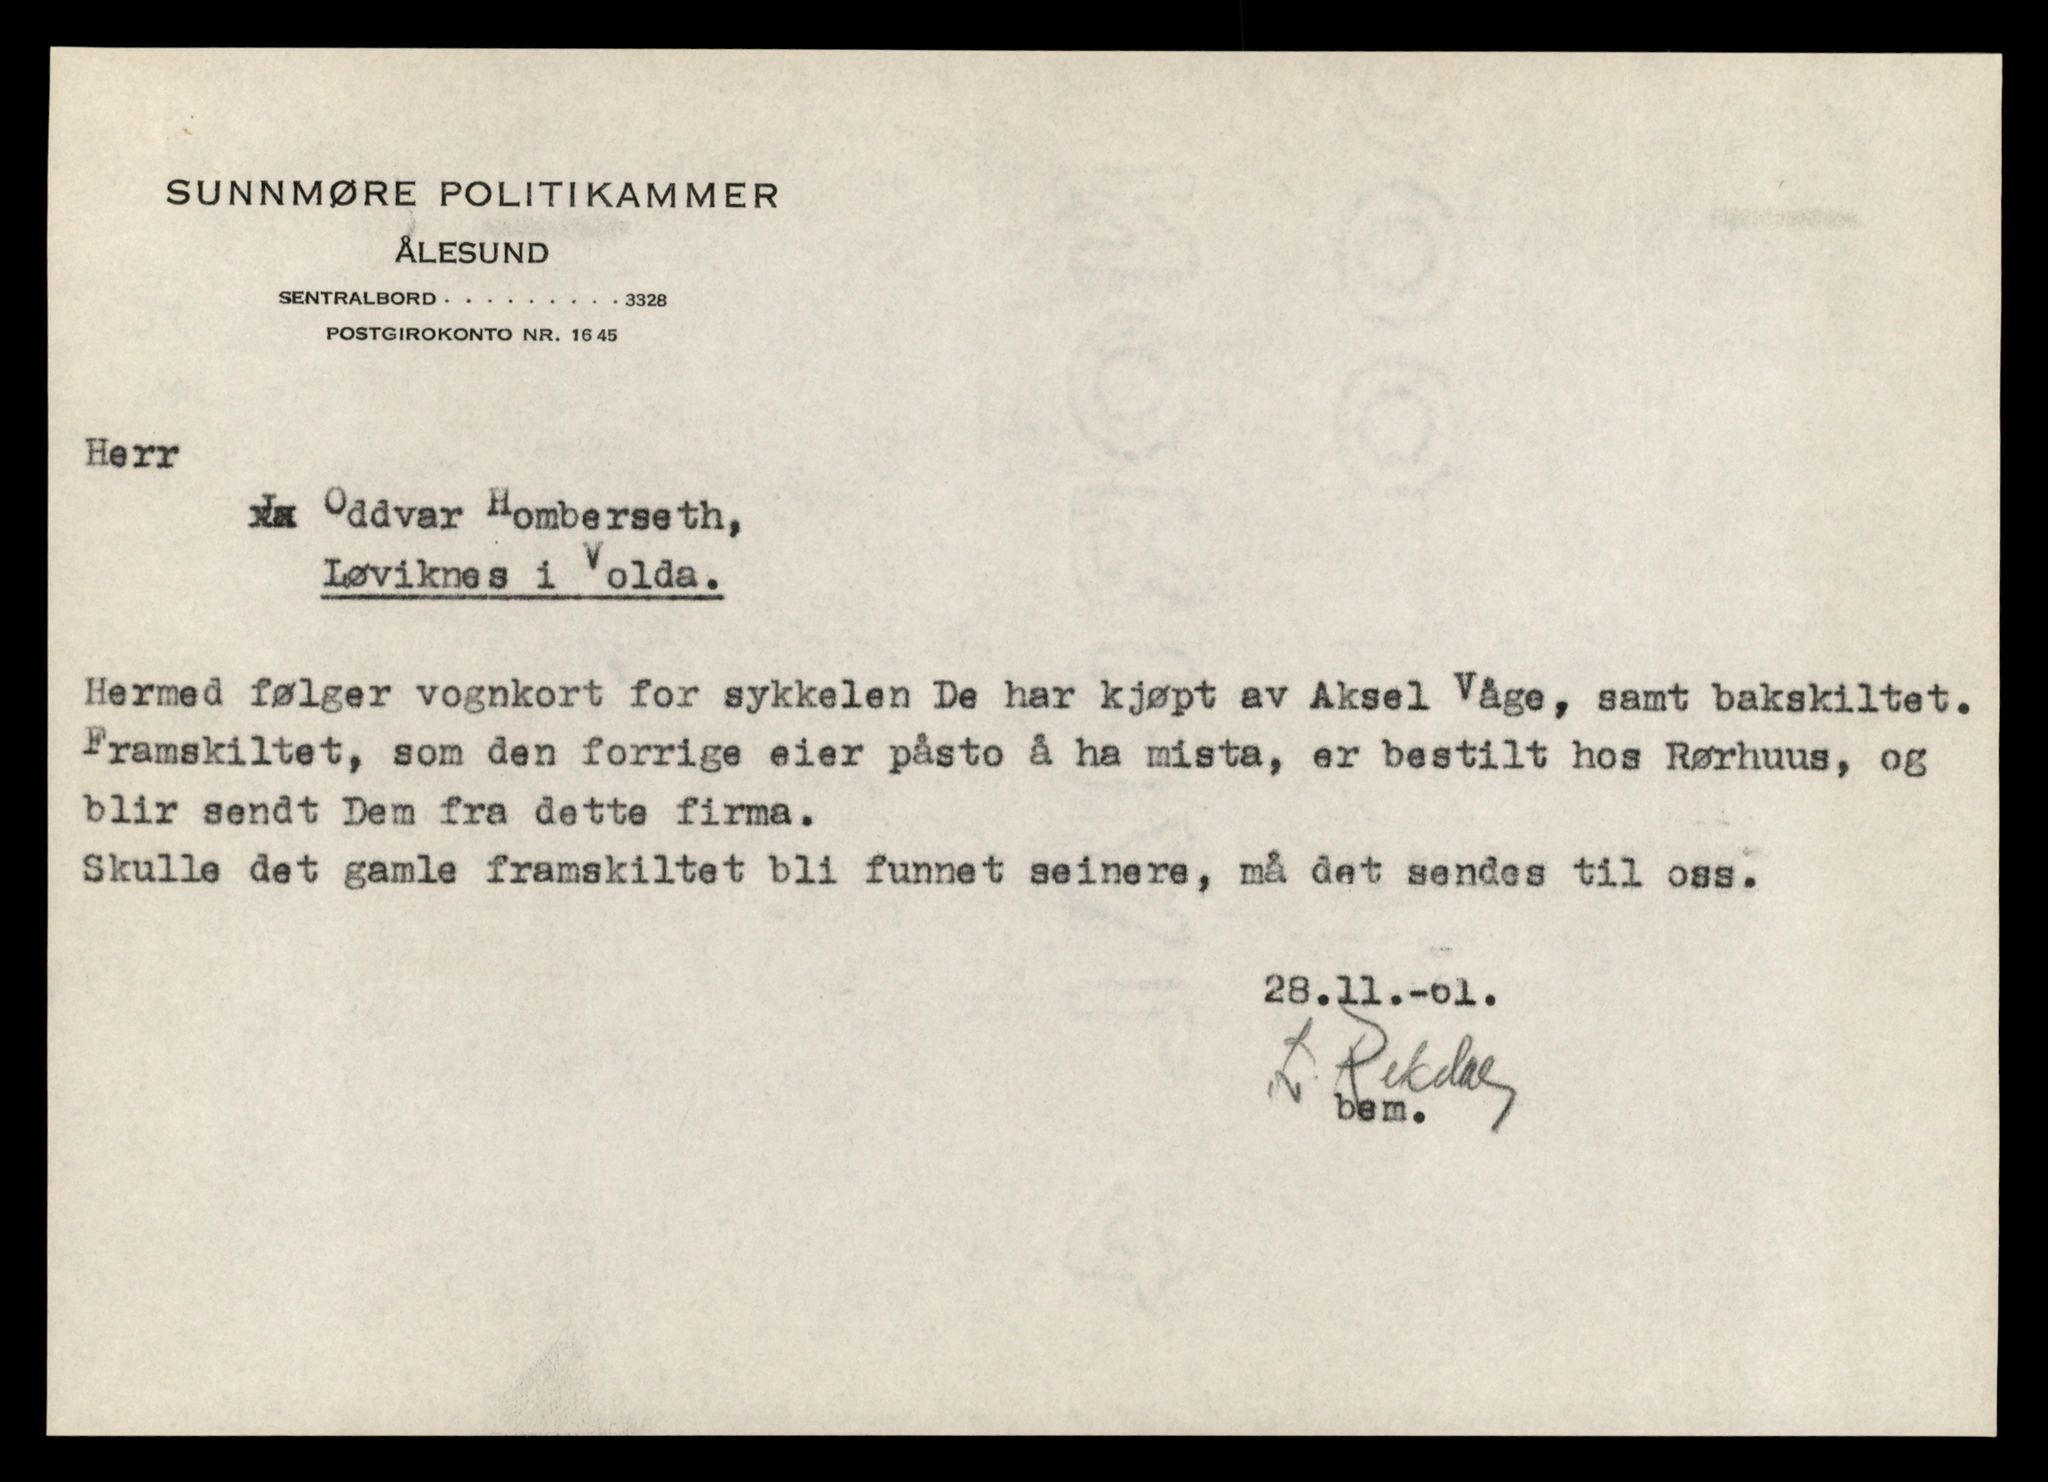 SUNNMØRE POLITIKAMMER
ÅLESUND
SENTRALBORD . . . . . . . . . 3328
POSTGIROKONTO NR. 1645
Herr
Oddvar Homberseth,
Løviknes i Volda.
Hermed følger vognkort for sykkelen De har kjøpt av Aksel Våge, samt bakskiltet.
Framskiltet, som den forrige eier påsto å ha mista, er bestilt hos Rørhuus, og
blir sendt Dem fra dette firma.
Skulle det gamle framskiltet bli funnet seinere, må det sendes til oss.
28.11.-61.
L. Rekdal
bem.